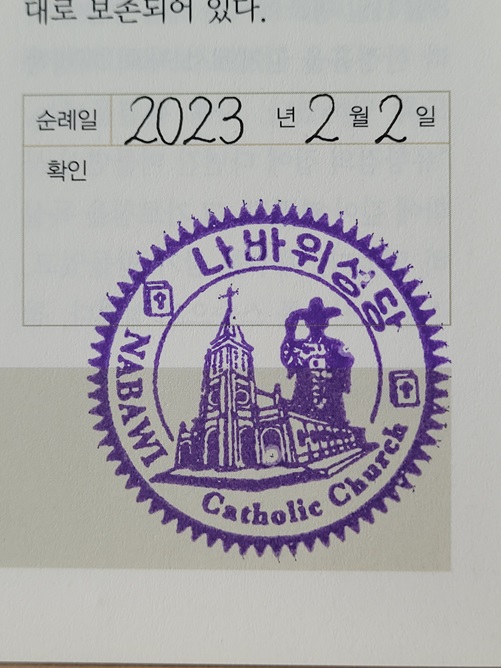 대로 보존되어 있다.
순례일 2023 년 2 월 2 일
확인
나바위성당
NABAWI
Catholic Church